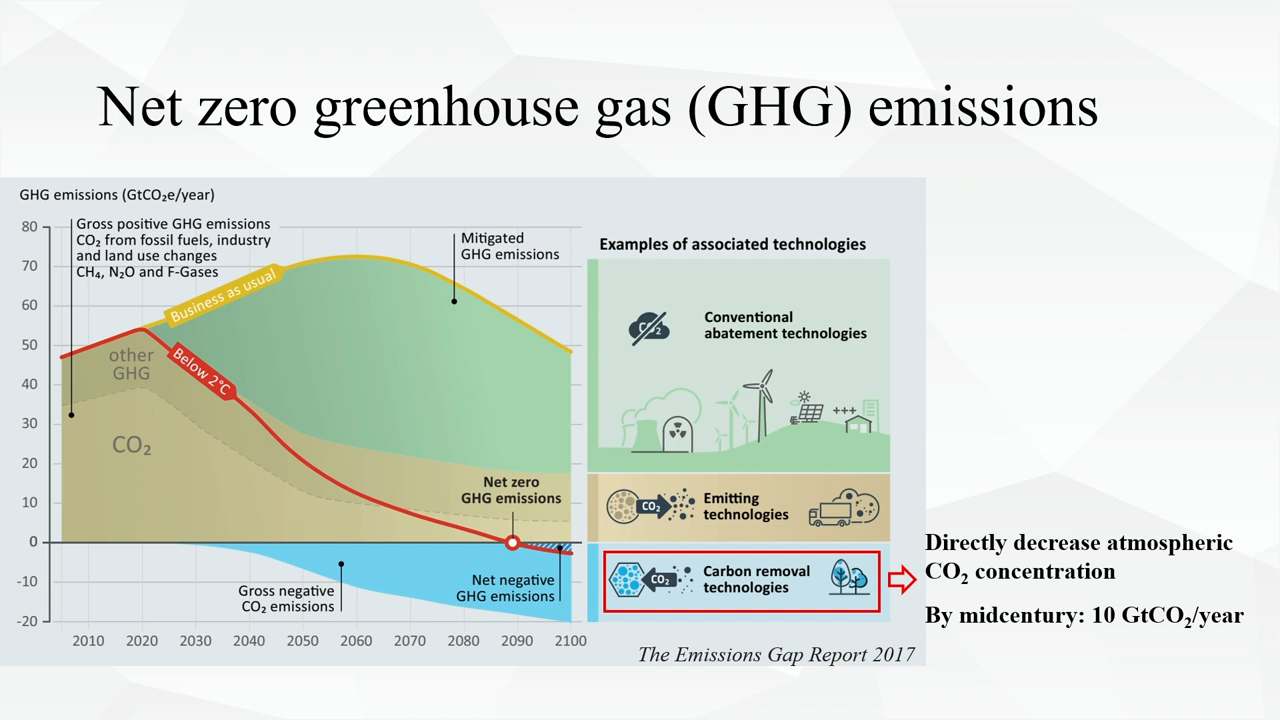 Net zero greenhouse gas (GHG) emissions
GHG emissions (GtCO₂e/year)
80
70
60
50
40
30
20
10
0
-10
-20
Gross positive GHG emissions
CO₂ from fossil fuels, industry
and land use changes
CH₄, N₂O and F-Gases
Business as usual
Below 2°C
Mitigated
GHG emissions
other
GHG
CO₂
Net zero
GHG emissions
Gross negative
CO₂ emissions
Net negative
GHG emissions
2010 2020 2030 2040 2050 2060 2070 2080 2090 2100
Examples of associated technologies
CO₂
Conventional
abatement technologies
+++
CO₂
Emitting
technologies
CO₂
Carbon removal
technologies
Directly decrease atmospheric
CO₂ concentration
By midcentury: 10 GtCO₂/year
The Emissions Gap Report 2017